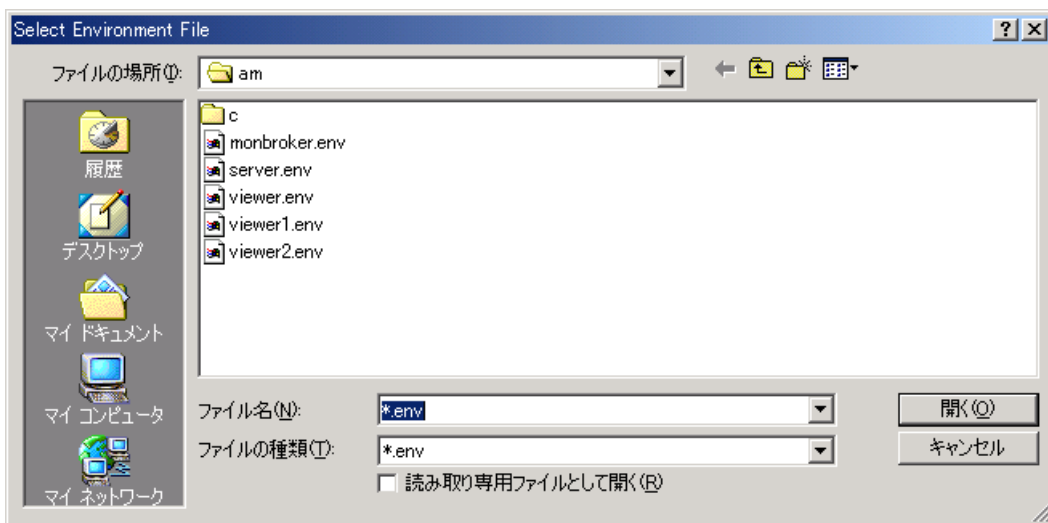 Select Environment File
ファイルの場所(I):
am
履歴
デスクトップ
マイ ドキュメント
マイ コンピュータ
マイ ネットワーク
c
monbroker.env
server.env
viewer.env
viewer1.env
viewer2.env
ファイル名(N):
*.env
開く(O)
ファイルの種類(T):
*.env
キャンセル
読み取り専用ファイルとして開く(R)